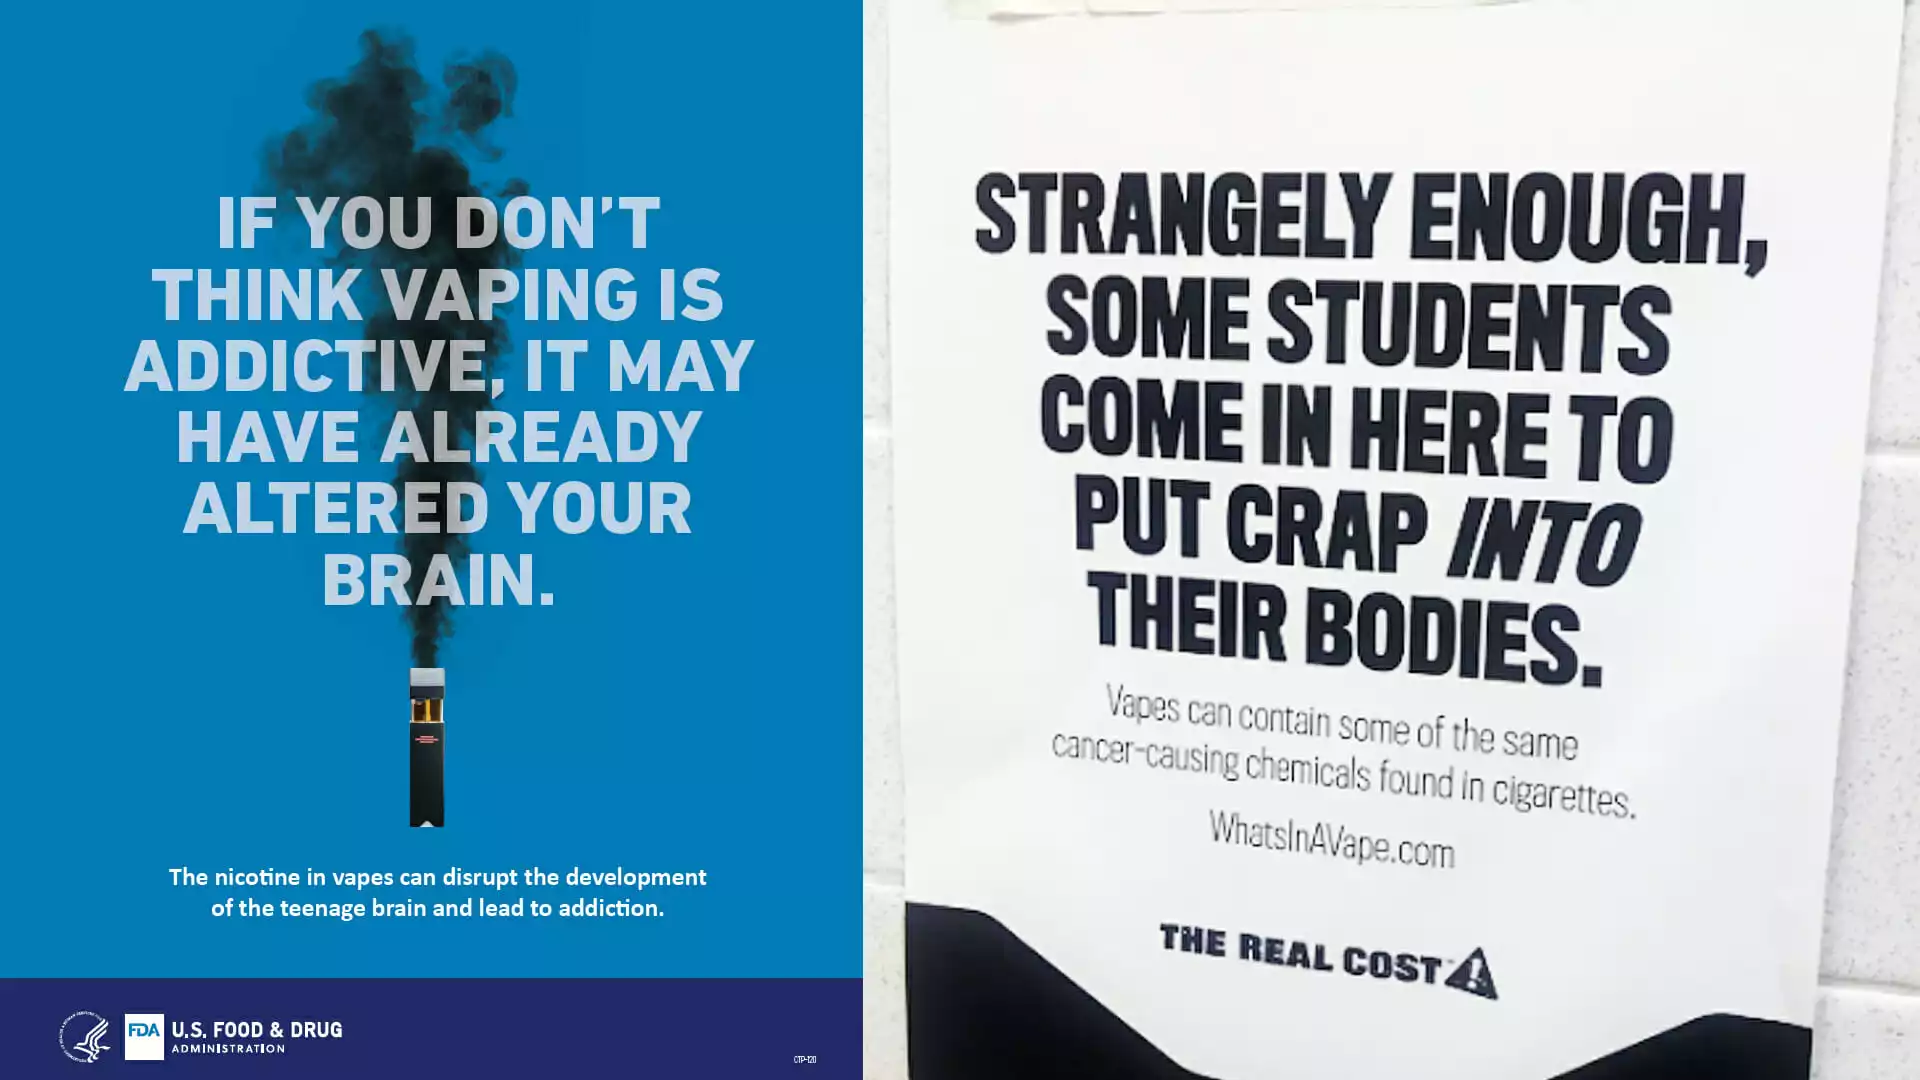 IF YOU DON'T
THINK VAPING IS
ADDICTIVE, IT MAY
HAVE ALREADY
ALTERED YOUR
BRAIN.
The nicotine in vapes can disrupt the development
of the teenage brain and lead to addiction.
FDA U.S. FOOD & DRUG
ADMINISTRATION
CTP-120
STRANGELY ENOUGH,
SOME STUDENTS
COME IN HERE TO
PUT CRAP INTO
THEIR BODIES.
Vapes can contain some of the same
cancer-causing chemicals found in cigarettes.
WhatsInAVape.com
THE REAL COST